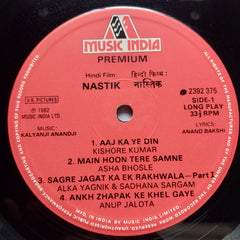 MUSIC INDIA
PREMIUM
Hindi Film: हिन्दी फ़िल्म:
NASTIK नास्तिक
V.R. PICTURES
℗ 1982
MUSIC INDIA LTD
2392 375
SIDE-1
LONG PLAY
33⅓ RPM
MUSIC:
KALYANJI ANANDJI
LYRICS:
ANAND BAKSHI
1. AAJ KA YE DIN
KISHORE KUMAR
2. MAIN HOON TERE SAMNE
ASHA BHOSLE
3. SAGRE JAGAT KA EK RAKHWALA—Part 1
ALKA YAGNIK & SADHANA SARGAM
4. ANKH ZHAPAK KE KHEL GAYE
ANUP JALOTA